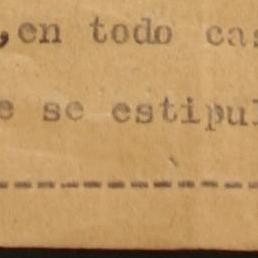 ,en todo cas
e se estipul
--------------------